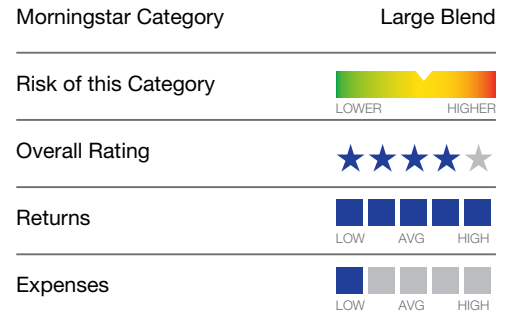 Morningstar Category Large Blend
Risk of this Category
LOWER HIGHER
Overall Rating
Returns
LOW AVG HIGH
Expenses
LOW AVG HIGH